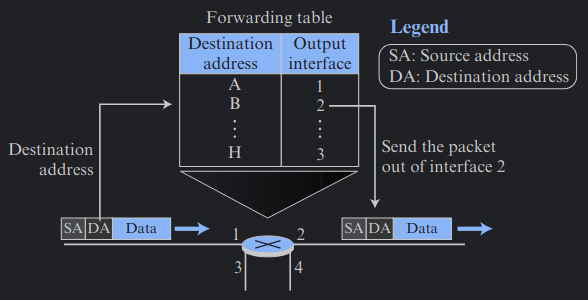 Forwarding table
Legend
Destination address
Output interface
SA: Source address
DA: Destination address
A 1
B 2
⋮ ⋮
H 3
Destination
address
Send the packet
out of interface 2
SA DA Data
1 2
SA DA Data
3 4